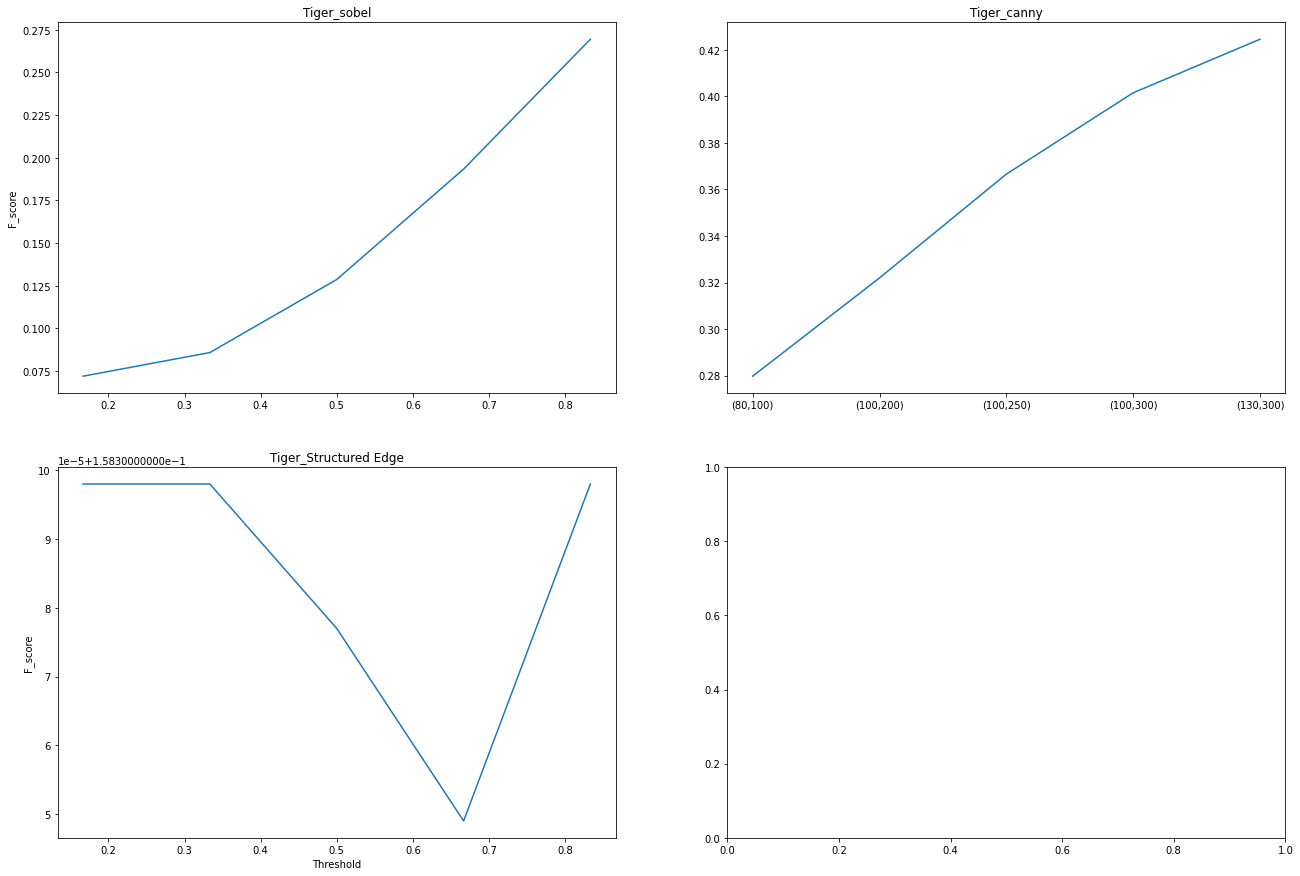 Tiger_sobel
F_score
0.275
0.250
0.225
0.200
0.175
0.150
0.125
0.100
0.075
0.2 0.3 0.4 0.5 0.6 0.7 0.8
Tiger_canny
0.42
0.40
0.38
0.36
0.34
0.32
0.30
0.28
(80,100) (100,200) (100,250) (100,300) (130,300)
Tiger_Structured Edge
1e−5+1.5830000000e−1
F_score
10
9
8
7
6
5
0.2 0.3 0.4 0.5 0.6 0.7 0.8
Threshold
1.0
0.8
0.6
0.4
0.2
0.0
0.0 0.2 0.4 0.6 0.8 1.0